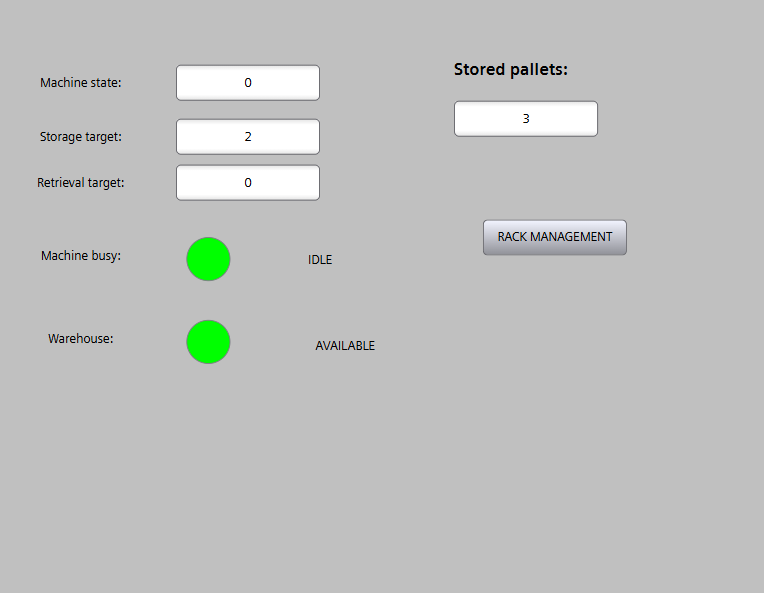 Machine state:
0
Storage target:
2
Retrieval target:
0
Machine busy:
IDLE
Warehouse:
AVAILABLE
Stored pallets:
3
RACK MANAGEMENT